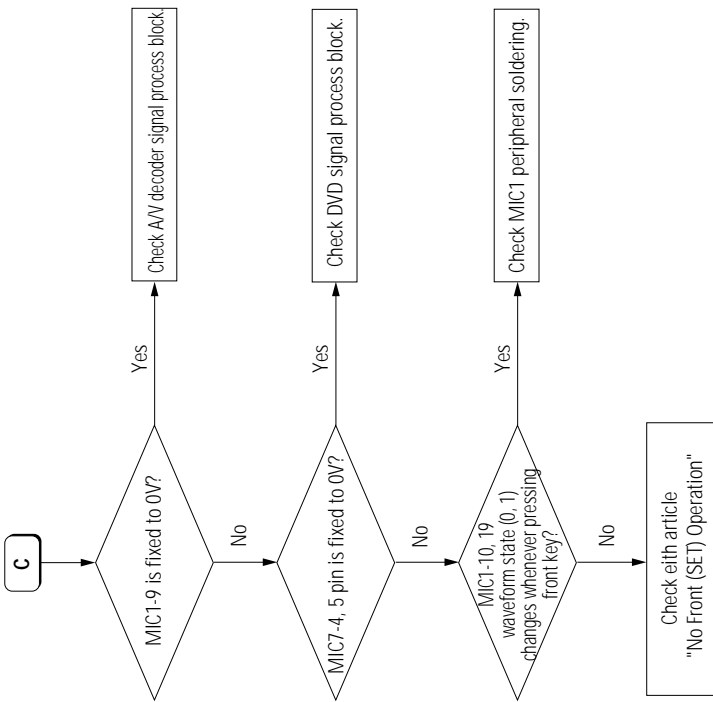 C
MIC1-9 is fixed to 0V?
Yes
Check A/V decoder signal process block.
No
MIC7-4, 5 pin is fixed to 0V?
Yes
Check DVD signal process block.
No
MIC1-10, 19
waveform state (0, 1)
changes whenever pressing
front key?
Yes
Check MIC1 peripheral soldering.
No
Check eith article
"No Front (SET) Operation"